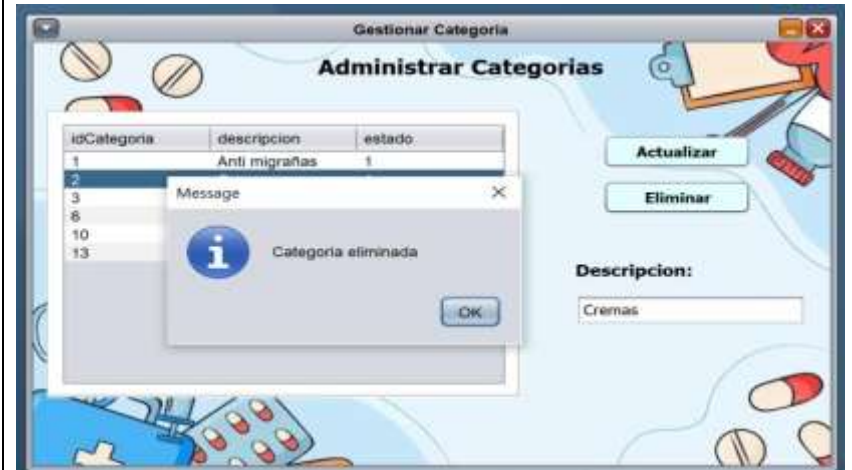 Gestionar Categoria
Administrar Categorias
idCategoria descripcion estado
1 Anti migrañas 1
2
3
6
10
13
Message
Categoria eliminada
OK
Actualizar
Eliminar
Descripcion:
Cremas